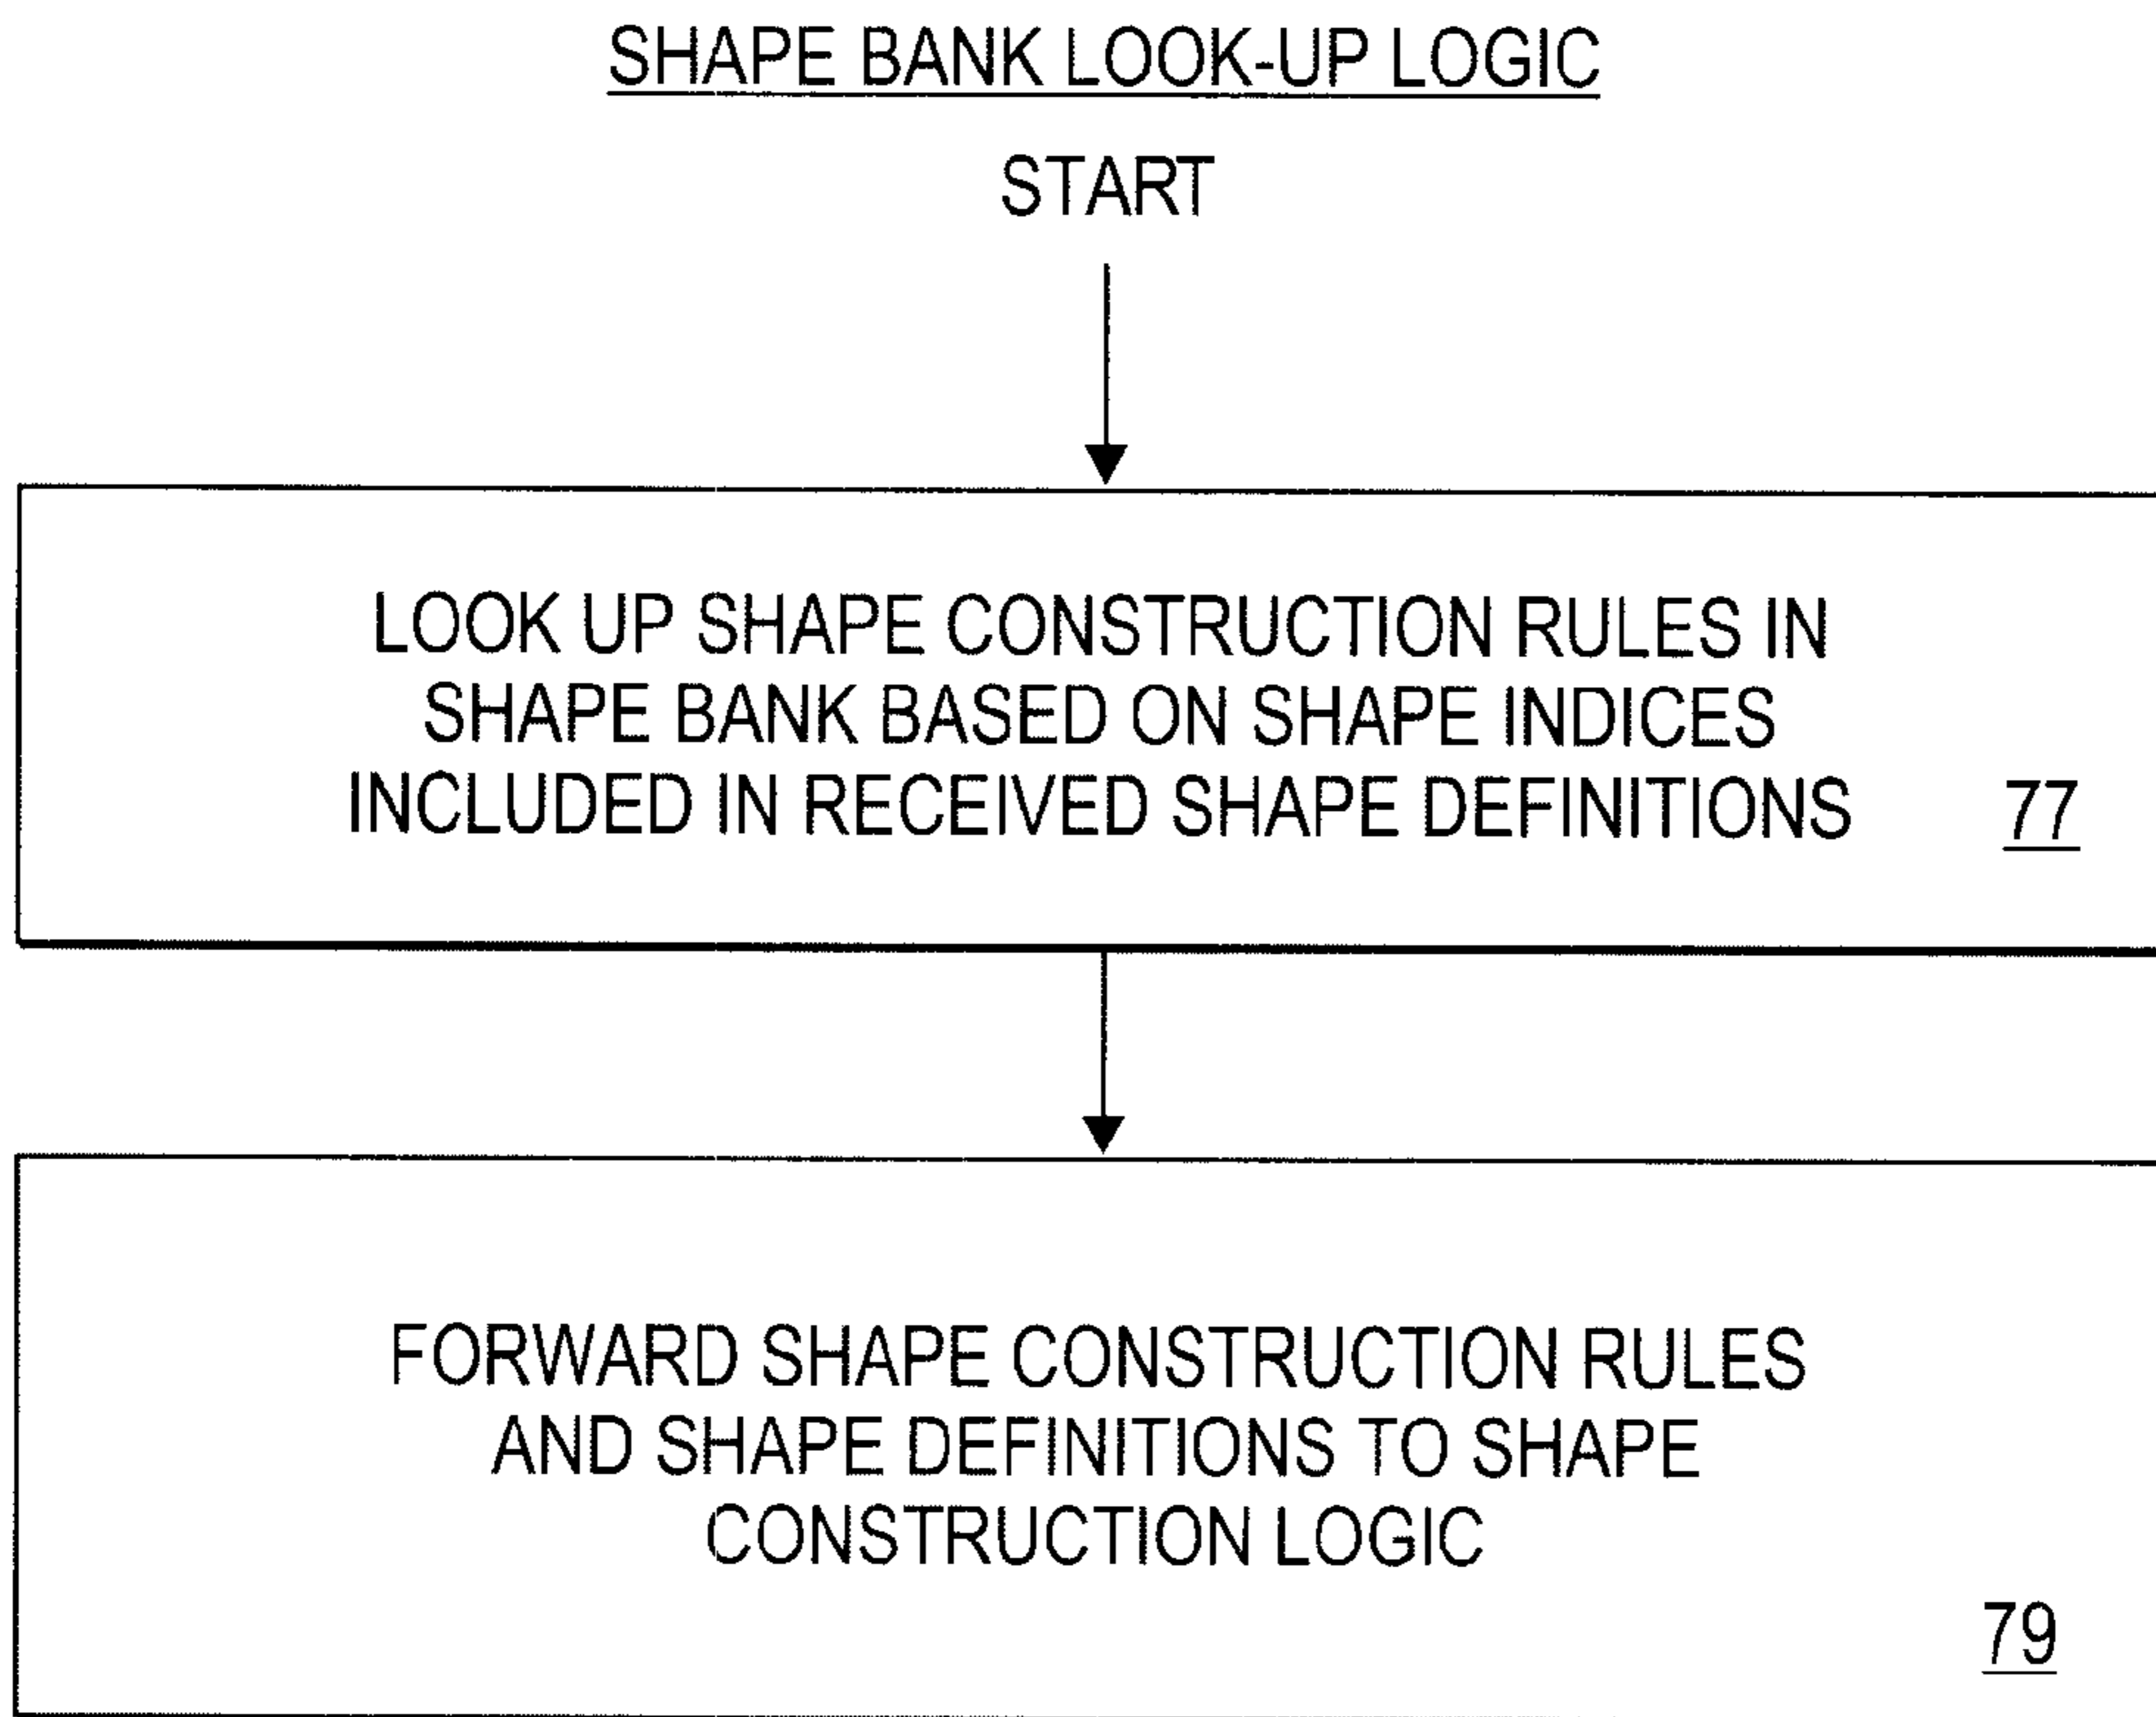 SHAPE BANK LOOK-UP LOGIC
START
LOOK UP SHAPE CONSTRUCTION RULES IN
SHAPE BANK BASED ON SHAPE INDICES
INCLUDED IN RECEIVED SHAPE DEFINITIONS
77
FORWARD SHAPE CONSTRUCTION RULES
AND SHAPE DEFINITIONS TO SHAPE
CONSTRUCTION LOGIC
79